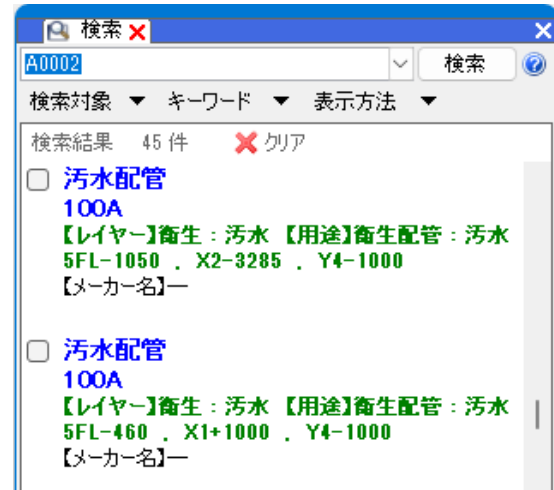 検索
A0002 検索
検索対象 ▼ キーワード ▼ 表示方法 ▼
検索結果 45 件 クリア
汚水配管
100A
【レイヤー】衛生：汚水 【用途】衛生配管：汚水
5FL-1050 . X2-3285 . Y4-1000
【メーカー名】—
汚水配管
100A
【レイヤー】衛生：汚水 【用途】衛生配管：汚水
5FL-460 . X1+1000 . Y4-1000
【メーカー名】—